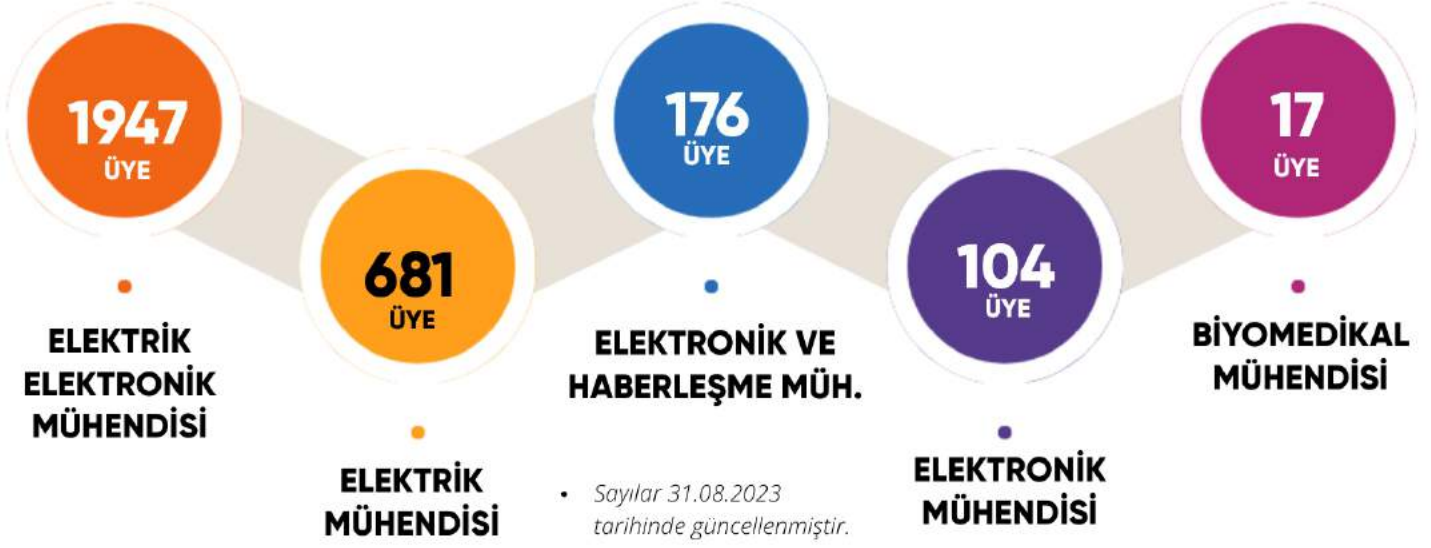 1947
ÜYE
ELEKTRİK
ELEKTRONİK
MÜHENDİSİ
681
ÜYE
ELEKTRİK
MÜHENDİSİ
176
ÜYE
ELEKTRONİK VE
HABERLEŞME MÜH.
• Sayılar 31.08.2023
tarihinde güncellenmiştir.
104
ÜYE
ELEKTRONİK
MÜHENDİSİ
17
ÜYE
BİYOMEDİKAL
MÜHENDİSİ